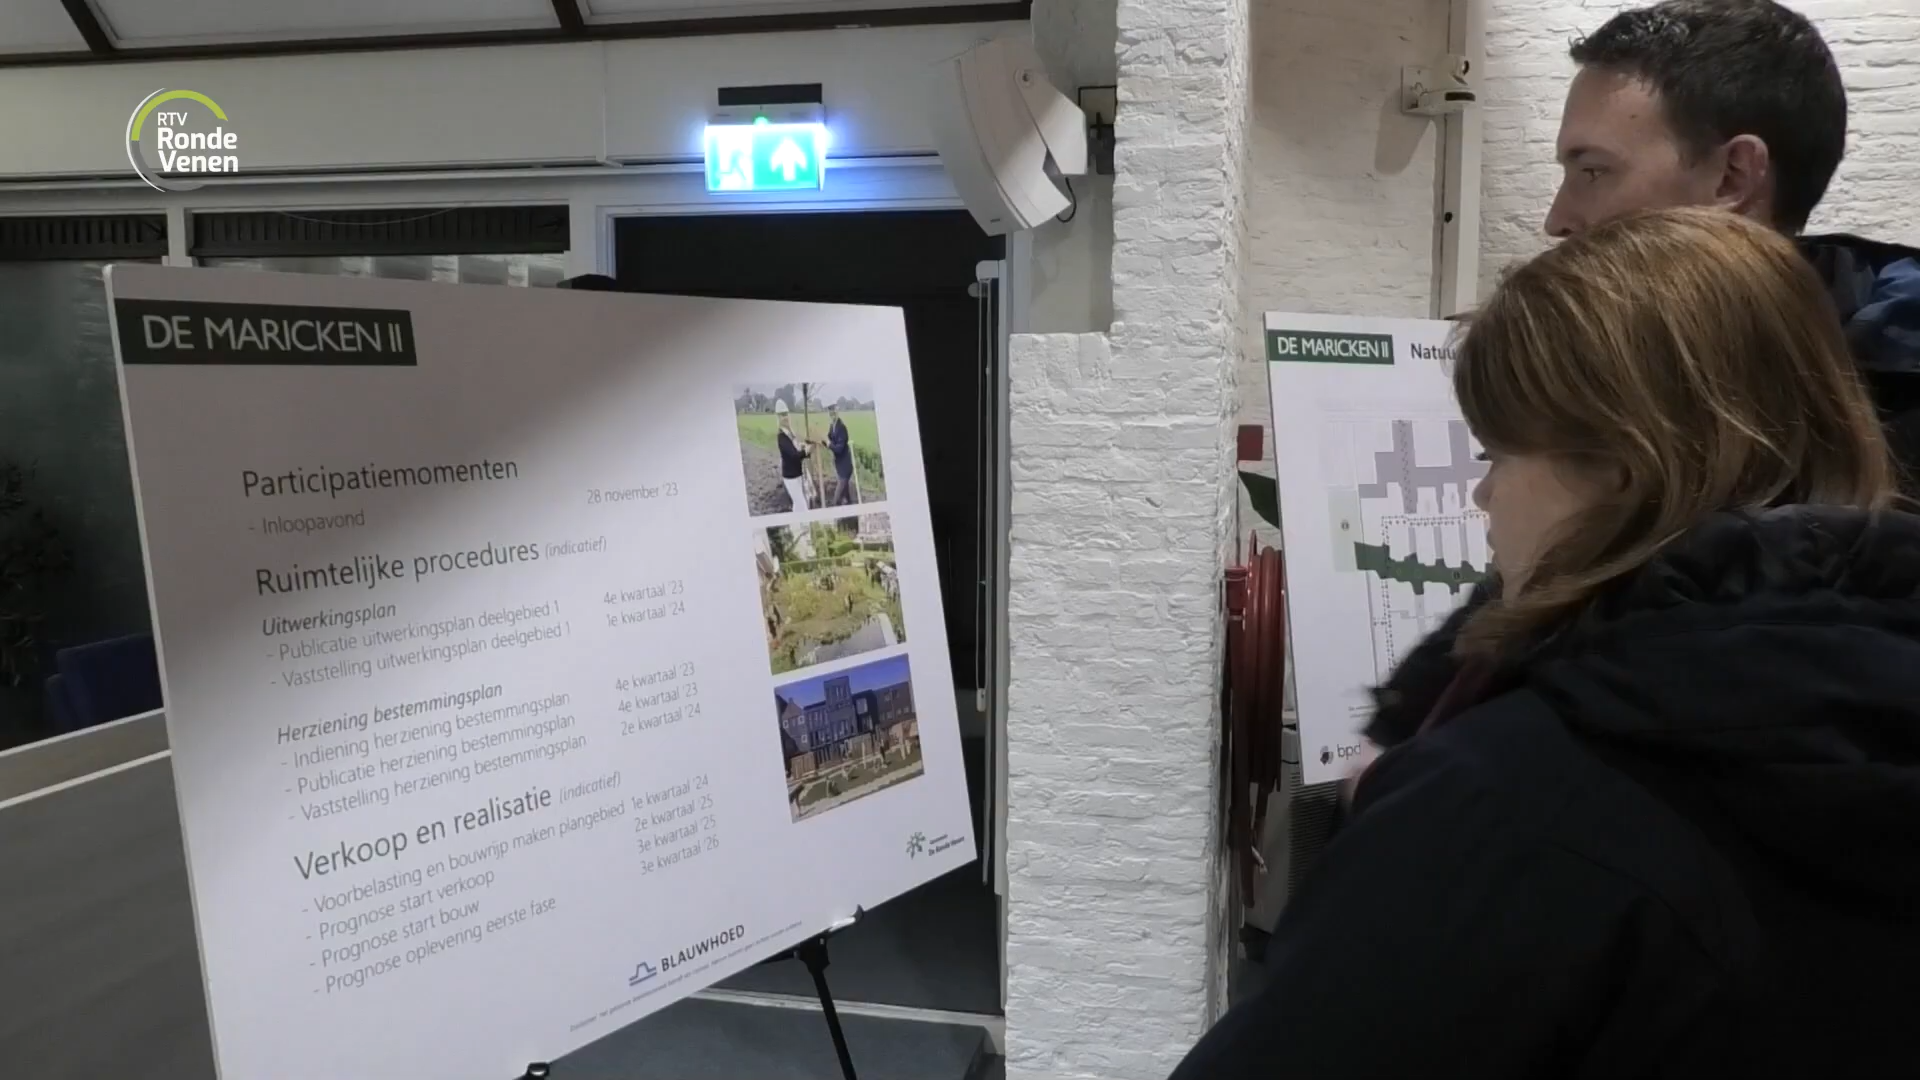 RTV
Ronde
Venen
DE MARICKEN II
Participatiemomenten
- Inloopavond 28 november '23
Ruimtelijke procedures (indicatief)
Uitwerkingsplan
- Publicatie uitwerkingsplan deelgebied 1 4e kwartaal '23
- Vaststelling uitwerkingsplan deelgebied 1 1e kwartaal '24
Herziening bestemmingsplan
- Indiening herziening bestemmingsplan 4e kwartaal '23
- Publicatie herziening bestemmingsplan 4e kwartaal '23
- Vaststelling herziening bestemmingsplan 2e kwartaal '24
Verkoop en realisatie (indicatief)
- Voorbelasting en bouwrijp maken plangebied 1e kwartaal '24
- Prognose start verkoop 2e kwartaal '25
- Prognose start bouw 3e kwartaal '25
- Prognose oplevering eerste fase 3e kwartaal '26
BLAUWHOED
De Ronde Venen
DE MARICKEN II Natuu
bpd